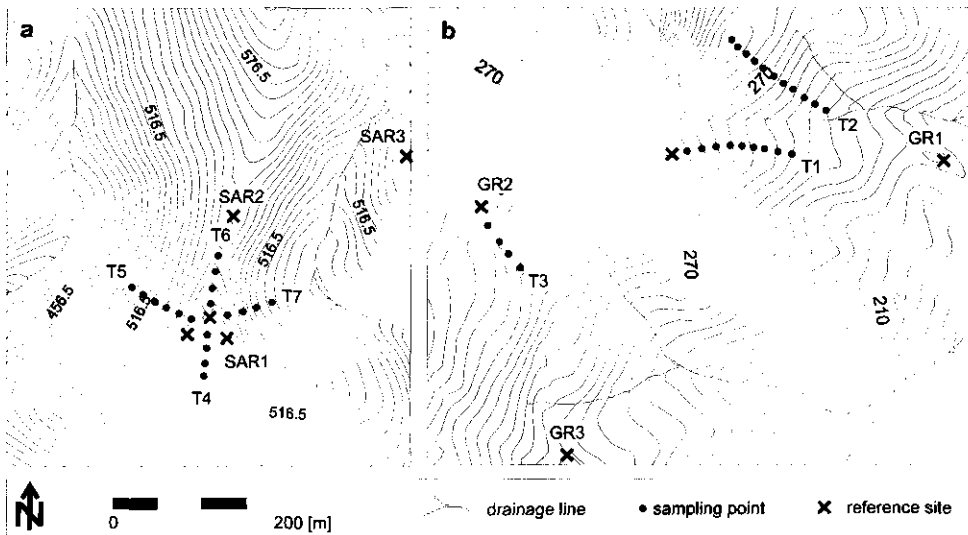 a
576.5
516.5
SAR3
SAR2
T6
516.5
516.5
T5
T7
456.5
516.5
SAR1
T4
516.5
b
270
270
T2
GR1
T1
GR2
T3
270
210
GR3
N
0 200 [m]
drainage line
sampling point
reference site